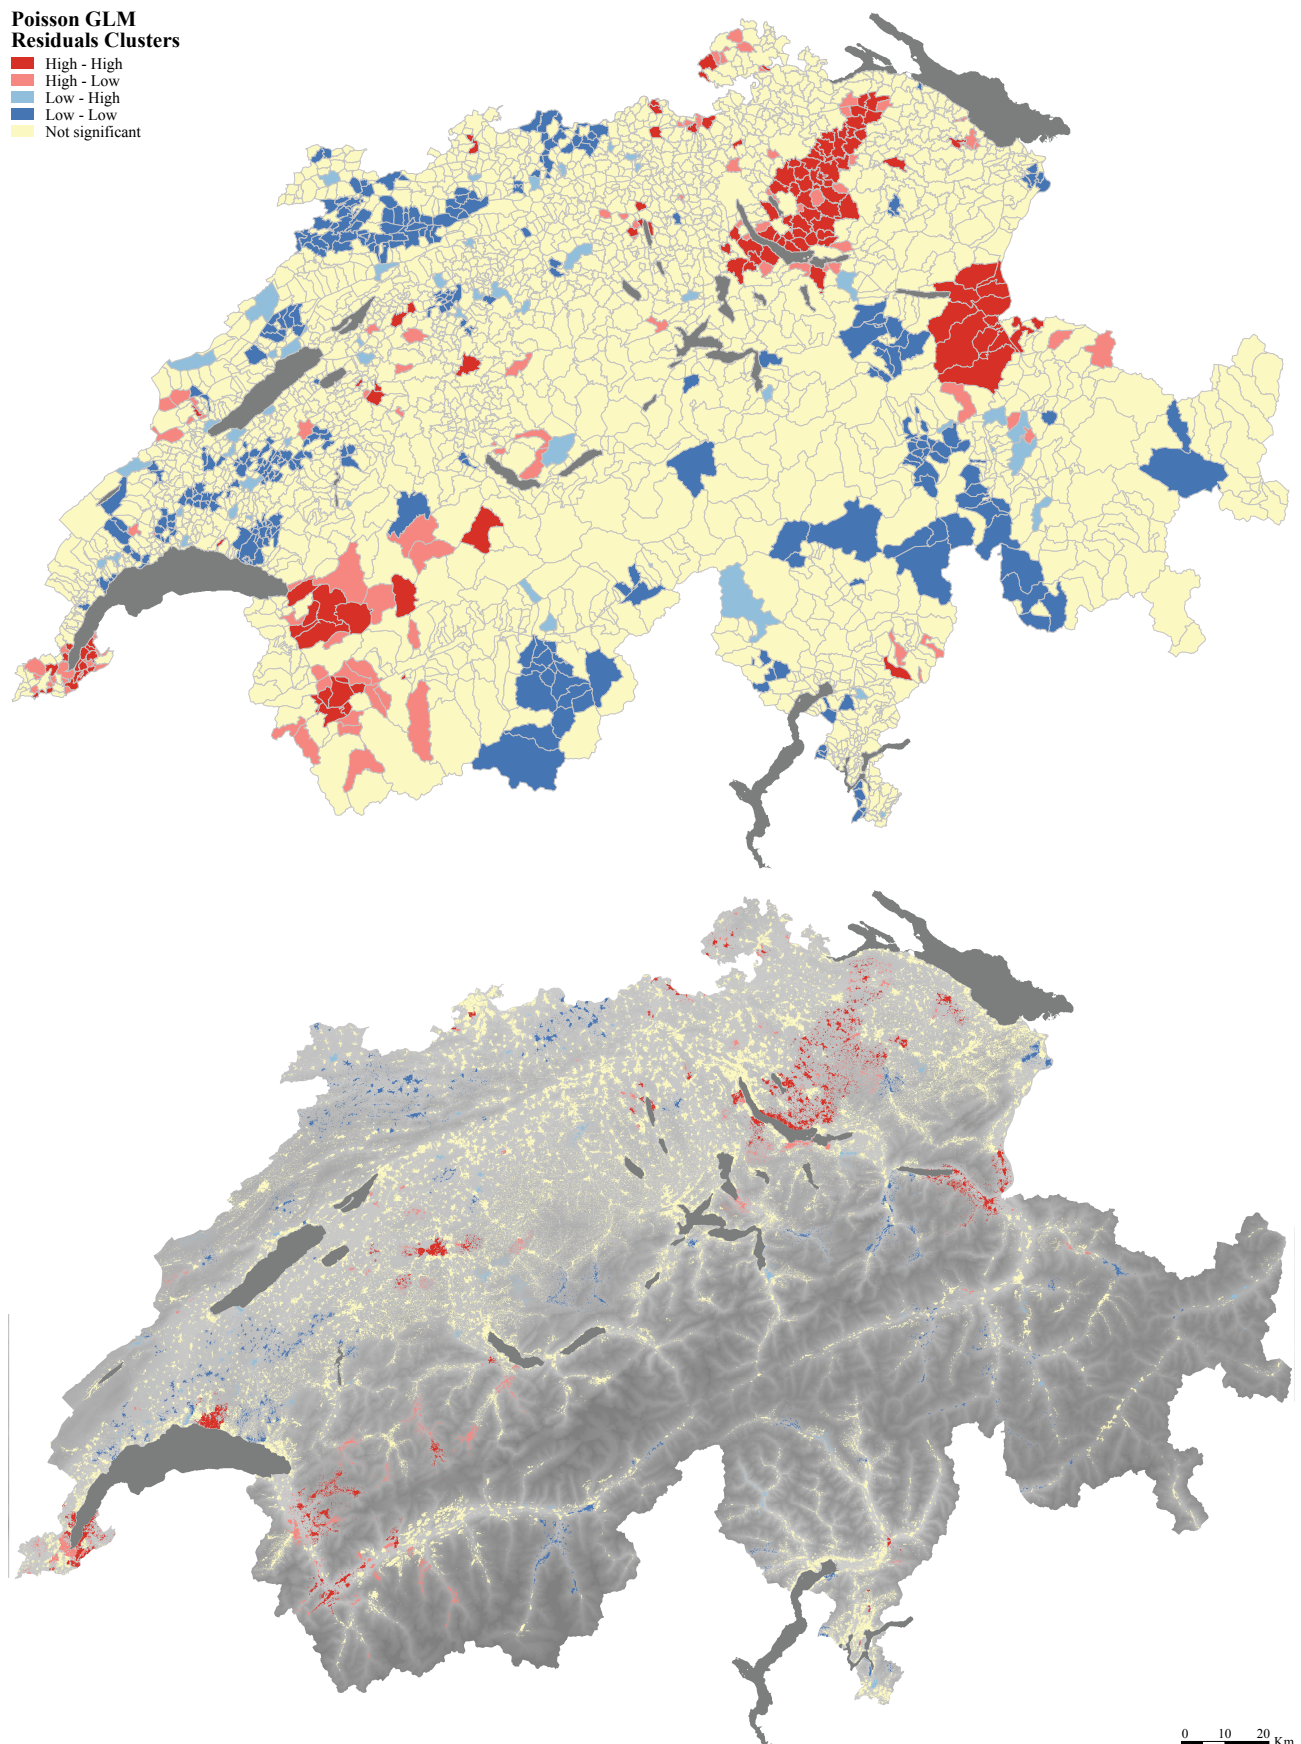 Poisson GLM
Residuals Clusters
High - High
High - Low
Low - High
Low - Low
Not significant
0 10 20
Km